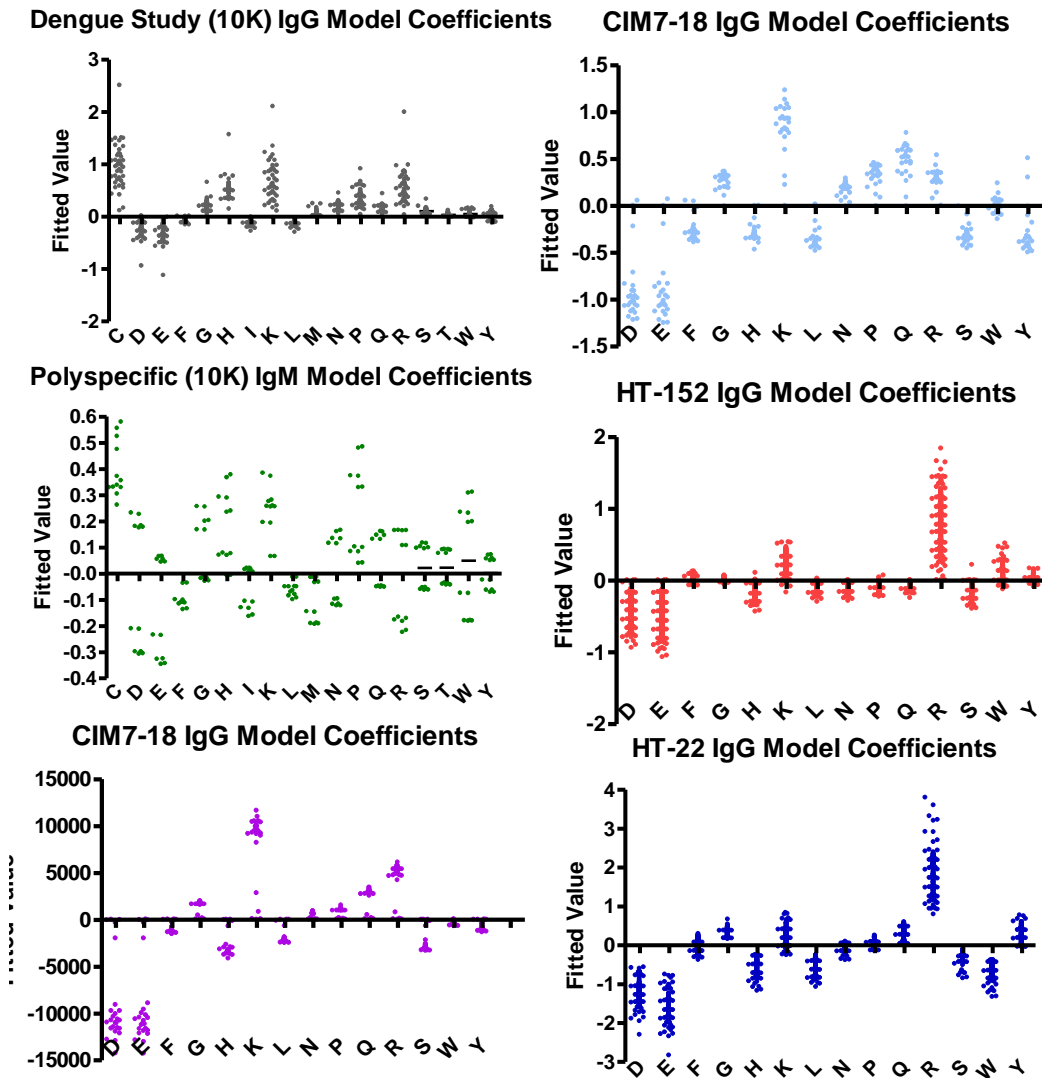 Dengue Study (10K) IgG Model Coefficients
3
2
1
0
-1
-2
Fitted Value
C D E F G H I K L M N P Q R S T W Y
CIM7-18 IgG Model Coefficients
1.5
1.0
0.5
0.0
-0.5
-1.0
-1.5
Fitted Value
D E F G H K L N P Q R S W Y
Polyspecific (10K) IgM Model Coefficients
0.6
0.5
0.4
0.3
0.2
0.1
-0.0
-0.1
-0.2
-0.3
-0.4
Fitted Value
C D E F G H I K L M N P Q R S T W Y
HT-152 IgG Model Coefficients
2
1
0
-1
-2
Fitted Value
D E F G H K L N P Q R S W Y
CIM7-18 IgG Model Coefficients
15000
10000
5000
0
-5000
-10000
-15000
Fitted Value
D E F G H K L N P Q R S W Y
HT-22 IgG Model Coefficients
4
3
2
1
0
-1
-2
-3
Fitted Value
D E F G H K L N P Q R S W Y